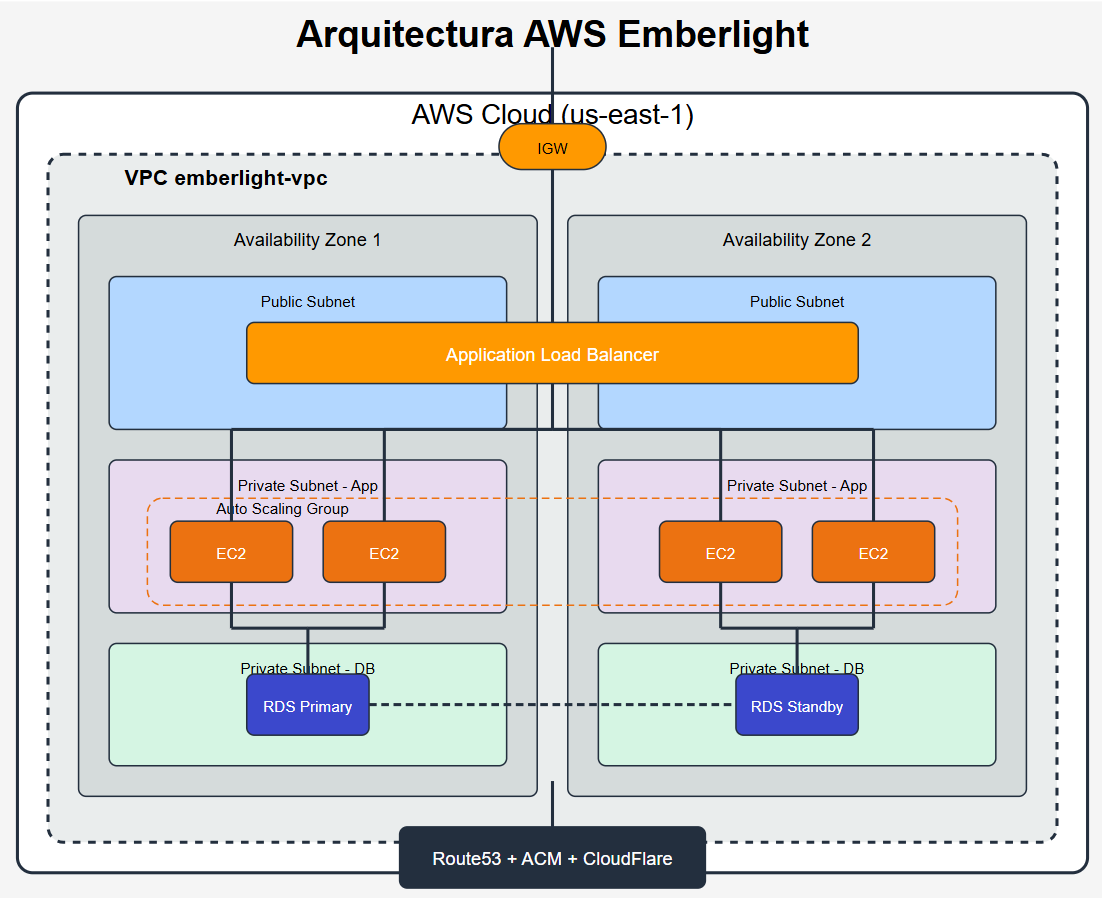 Arquitectura AWS Emberlight
AWS Cloud (us-east-1)
IGW
VPC emberlight-vpc
Availability Zone 1
Availability Zone 2
Public Subnet
Public Subnet
Application Load Balancer
Private Subnet - App
Private Subnet - App
Auto Scaling Group
EC2
EC2
EC2
EC2
Private Subnet - DB
Private Subnet - DB
RDS Primary
RDS Standby
Route53 + ACM + CloudFlare